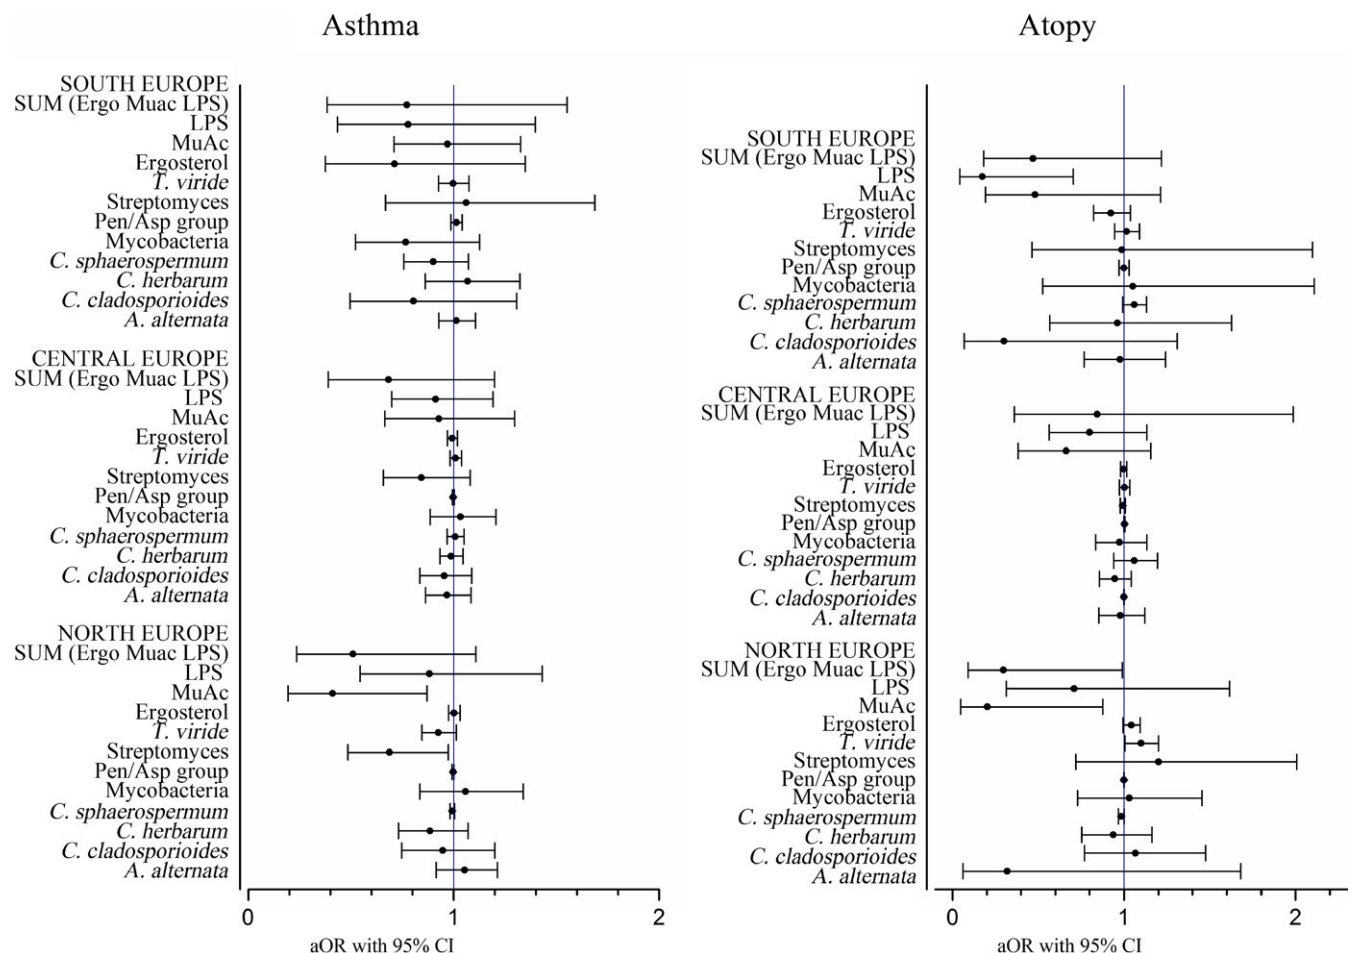 Asthma
SOUTH EUROPE
SUM (Ergo Muac LPS)
LPS
MuAc
Ergosterol
T. viride
Streptomyces
Pen/Asp group
Mycobacteria
C. sphaerospermum
C. herbarum
C. cladosporioides
A. alternata
CENTRAL EUROPE
SUM (Ergo Muac LPS)
LPS
MuAc
Ergosterol
T. viride
Streptomyces
Pen/Asp group
Mycobacteria
C. sphaerospermum
C. herbarum
C. cladosporioides
A. alternata
NORTH EUROPE
SUM (Ergo Muac LPS)
LPS
MuAc
Ergosterol
T. viride
Streptomyces
Pen/Asp group
Mycobacteria
C. sphaerospermum
C. herbarum
C. cladosporioides
A. alternata
0 1 2
aOR with 95% CI
Atopy
SOUTH EUROPE
SUM (Ergo Muac LPS)
LPS
MuAc
Ergosterol
T. viride
Streptomyces
Pen/Asp group
Mycobacteria
C. sphaerospermum
C. herbarum
C. cladosporioides
A. alternata
CENTRAL EUROPE
SUM (Ergo Muac LPS)
LPS
MuAc
Ergosterol
T. viride
Streptomyces
Pen/Asp group
Mycobacteria
C. sphaerospermum
C. herbarum
C. cladosporioides
A. alternata
NORTH EUROPE
SUM (Ergo Muac LPS)
LPS
MuAc
Ergosterol
T. viride
Streptomyces
Pen/Asp group
Mycobacteria
C. sphaerospermum
C. herbarum
C. cladosporioides
A. alternata
0 1 2
aOR with 95% CI